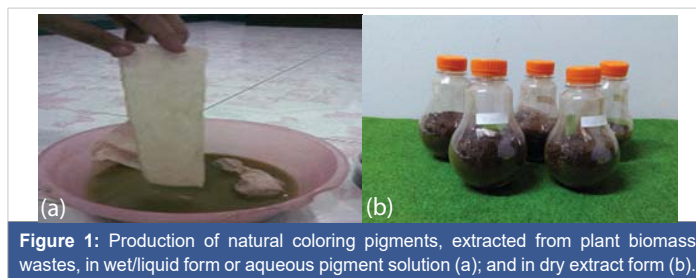 (a)
(b)
Figure 1: Production of natural coloring pigments, extracted from plant biomass
wastes, in wet/liquid form or aqueous pigment solution (a); and in dry extract form (b)